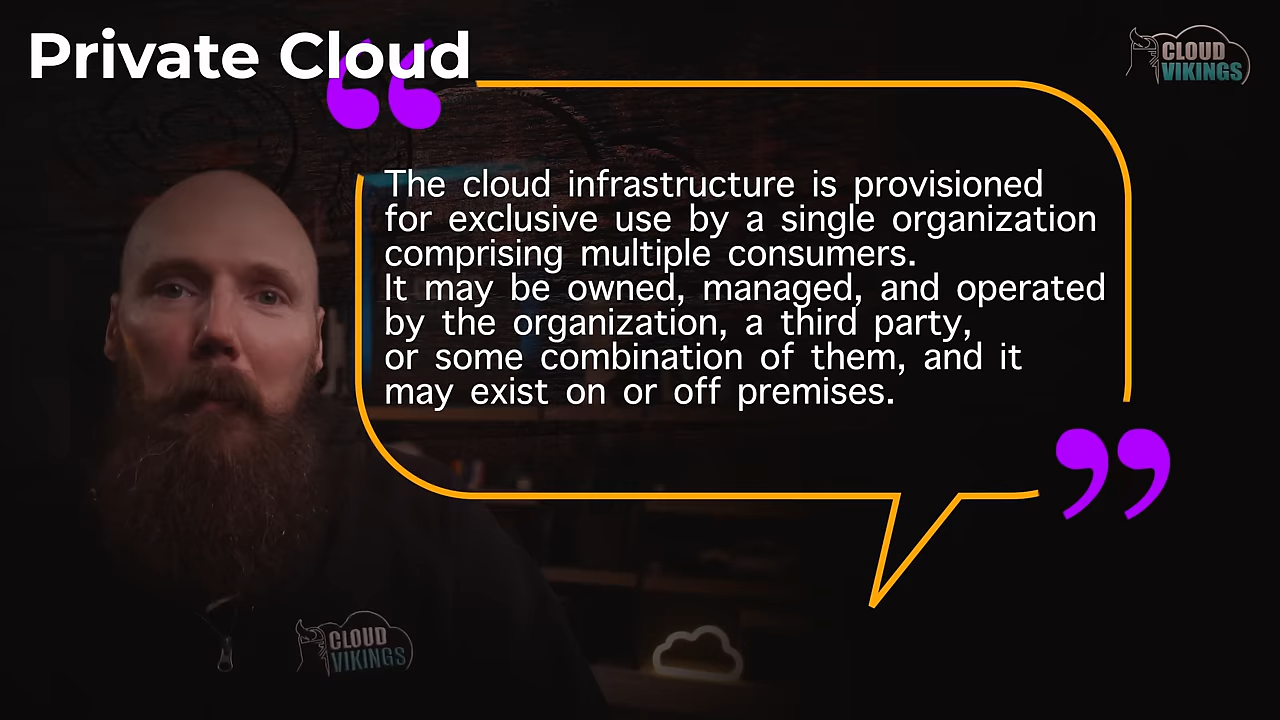 Private Cloud
CLOUD
VIKINGS
“
The cloud infrastructure is provisioned
for exclusive use by a single organization
comprising multiple consumers.
It may be owned, managed, and operated
by the organization, a third party,
or some combination of them, and it
may exist on or off premises.
”
CLOUD
VIKINGS